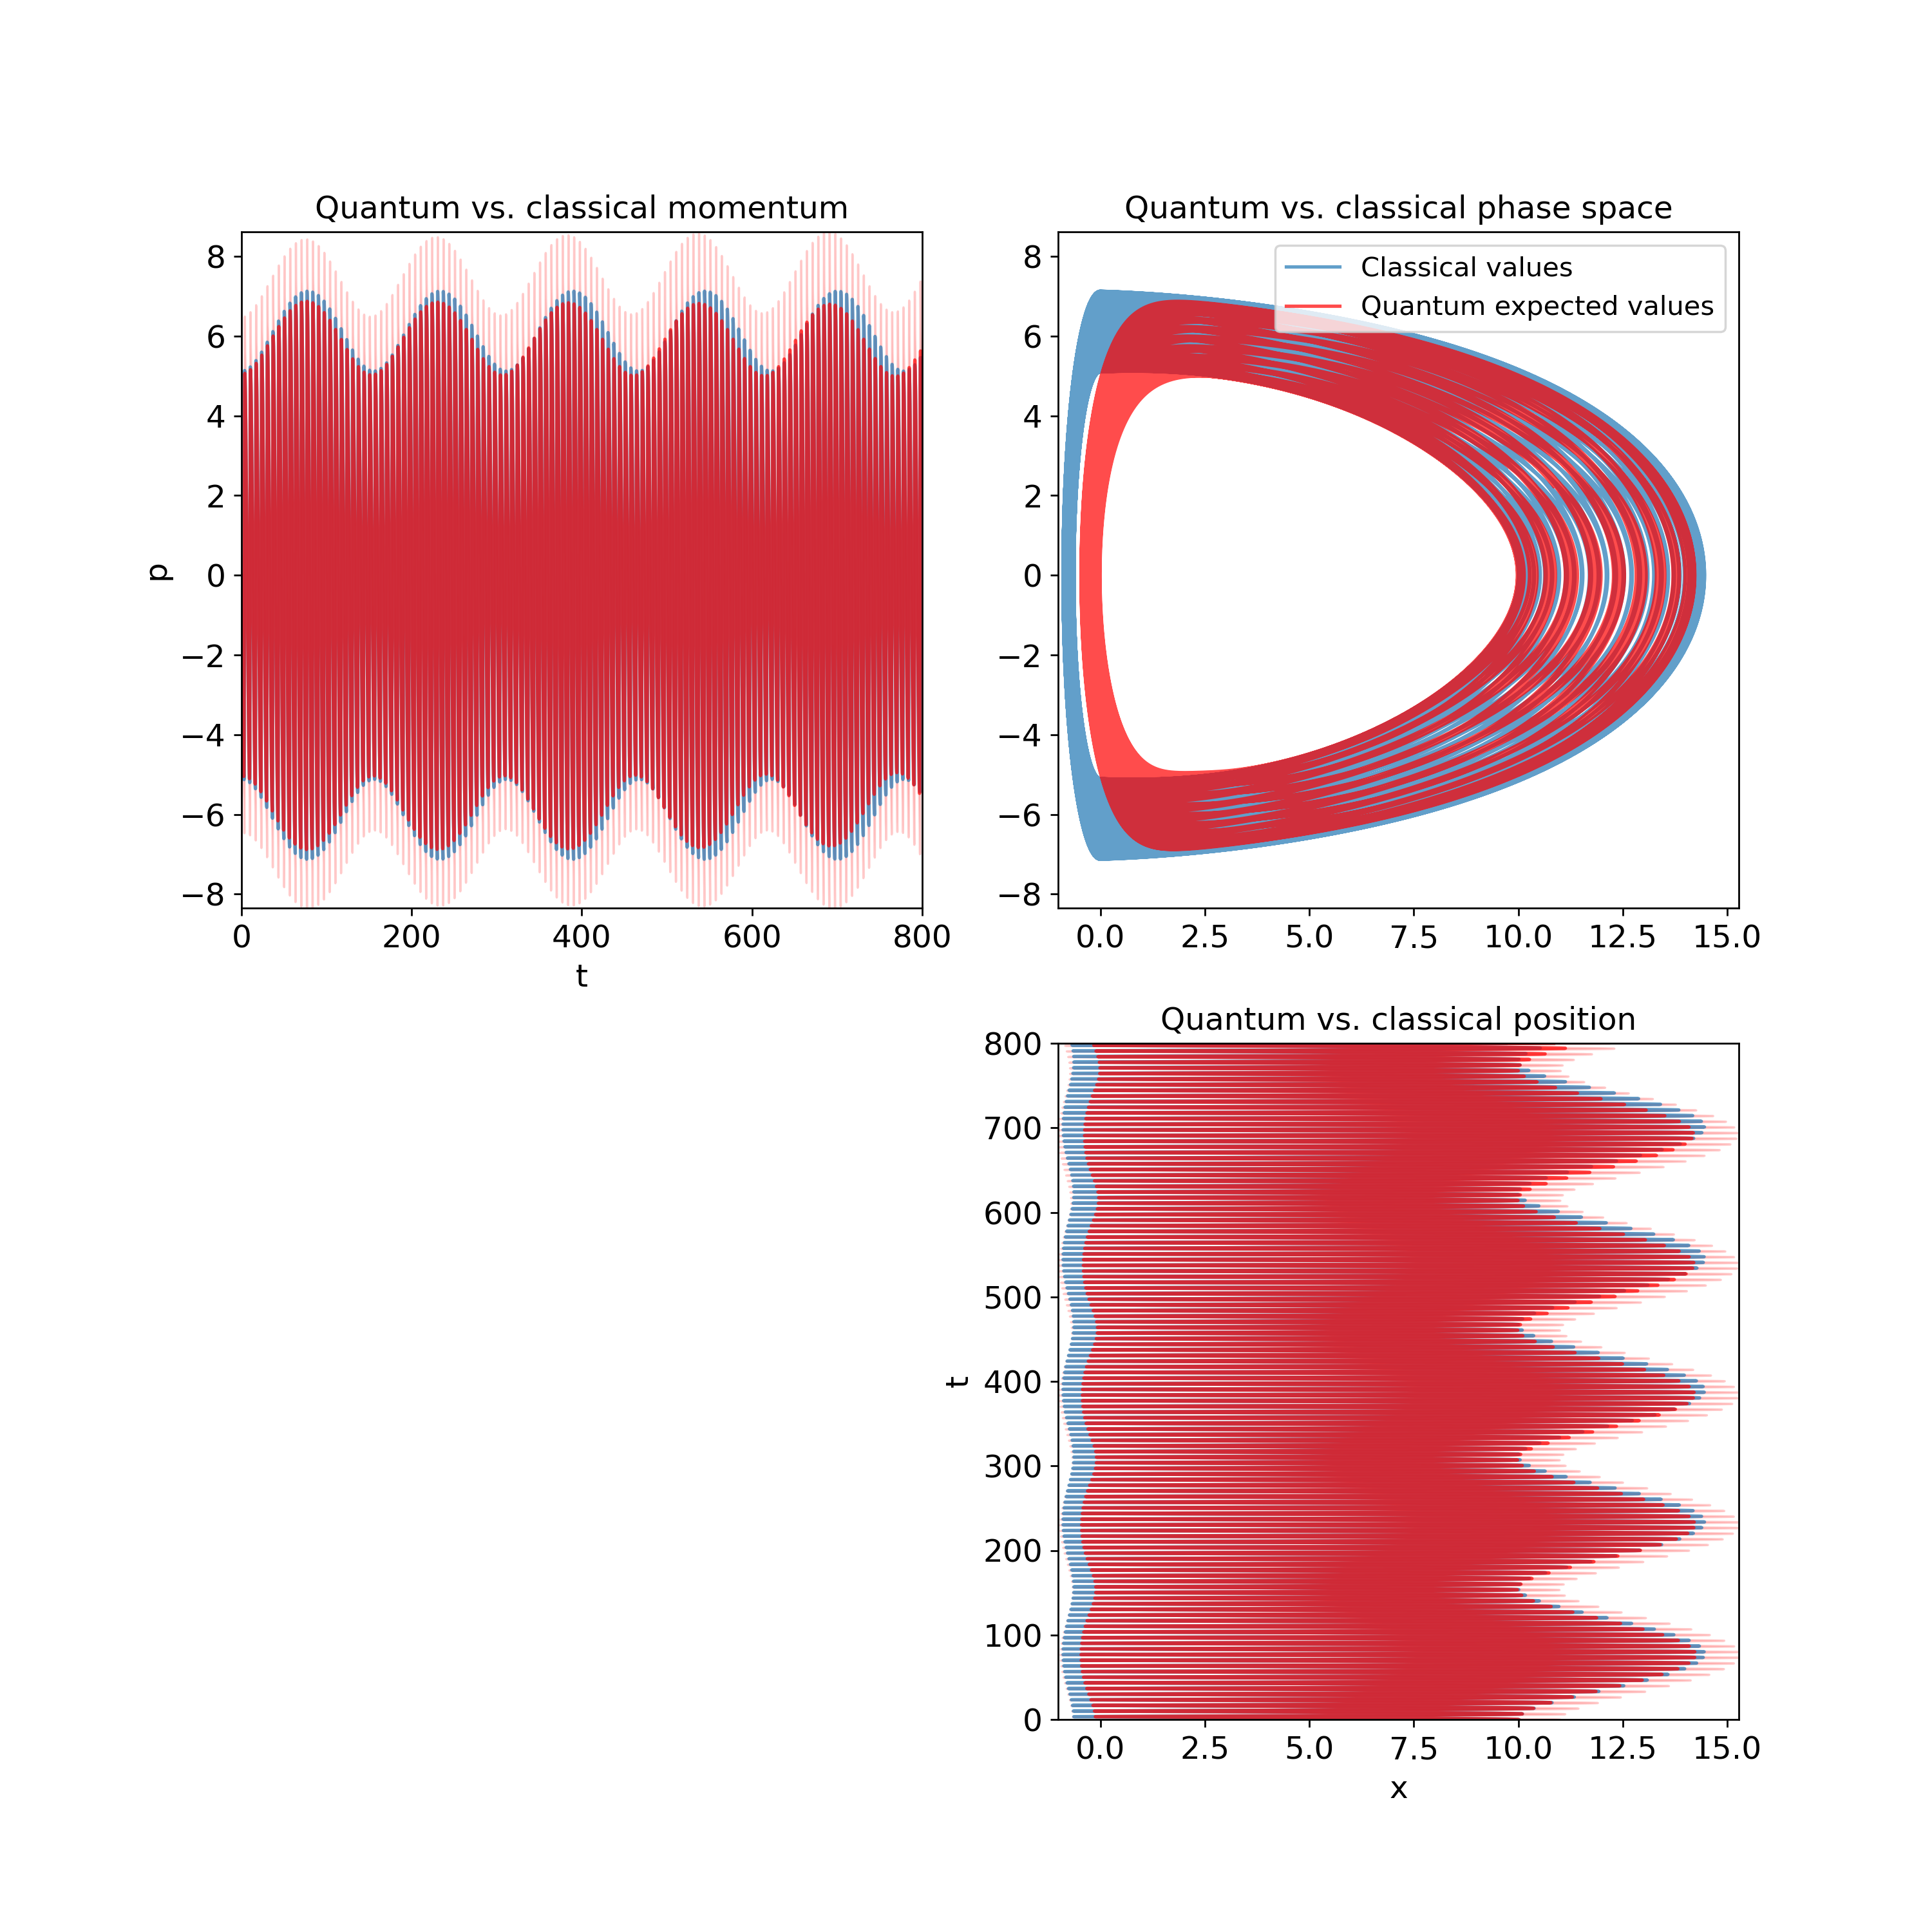 Quantum vs. classical momentum
8
6
4
2
0
−2
−4
−6
−8
p
0 200 400 600 800
t
Quantum vs. classical phase space
Classical values
Quantum expected values
8
6
4
2
0
−2
−4
−6
−8
0.0 2.5 5.0 7.5 10.0 12.5 15.0
Quantum vs. classical position
800
700
600
500
400
300
200
100
0
t
0.0 2.5 5.0 7.5 10.0 12.5 15.0
x